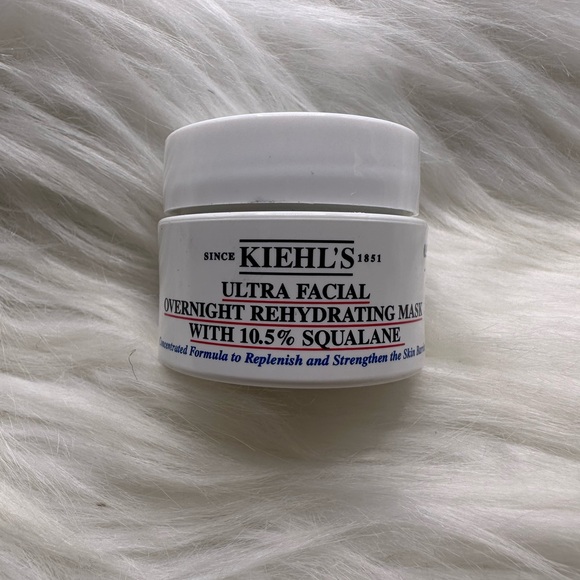 SINCE KIEHL'S 1851
ULTRA FACIAL
OVERNIGHT REHYDRATING MASK
WITH 10.5% SQUALANE
Formula to Replenish and Strengthen the Skin